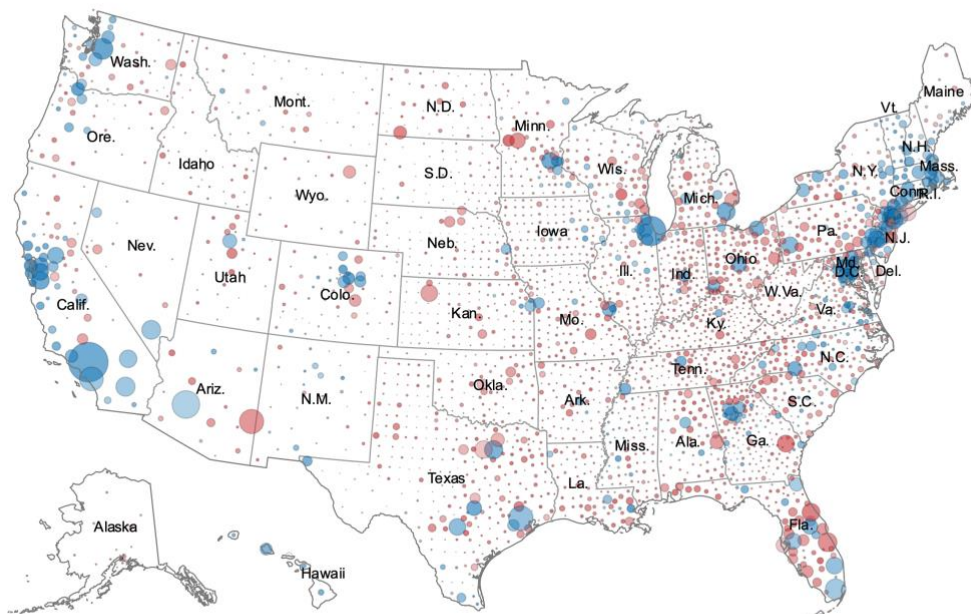 Wash.
Mont.
N.D.
Minn.
Maine
Vt.
N.H.
Ore.
Idaho
S.D.
Wis.
Mich.
N.Y.
Mass.
Conn.
R.I.
Wyo.
Neb.
Iowa
Pa.
N.J.
Nev.
Utah
Colo.
Ill.
Ind.
Ohio
Md.
D.C.
Del.
W.Va.
Calif.
Kan.
Mo.
Ky.
Va.
Ariz.
N.M.
Okla.
Ark.
Tenn.
N.C.
S.C.
Texas
La.
Miss.
Ala.
Ga.
Fla.
Alaska
Hawaii